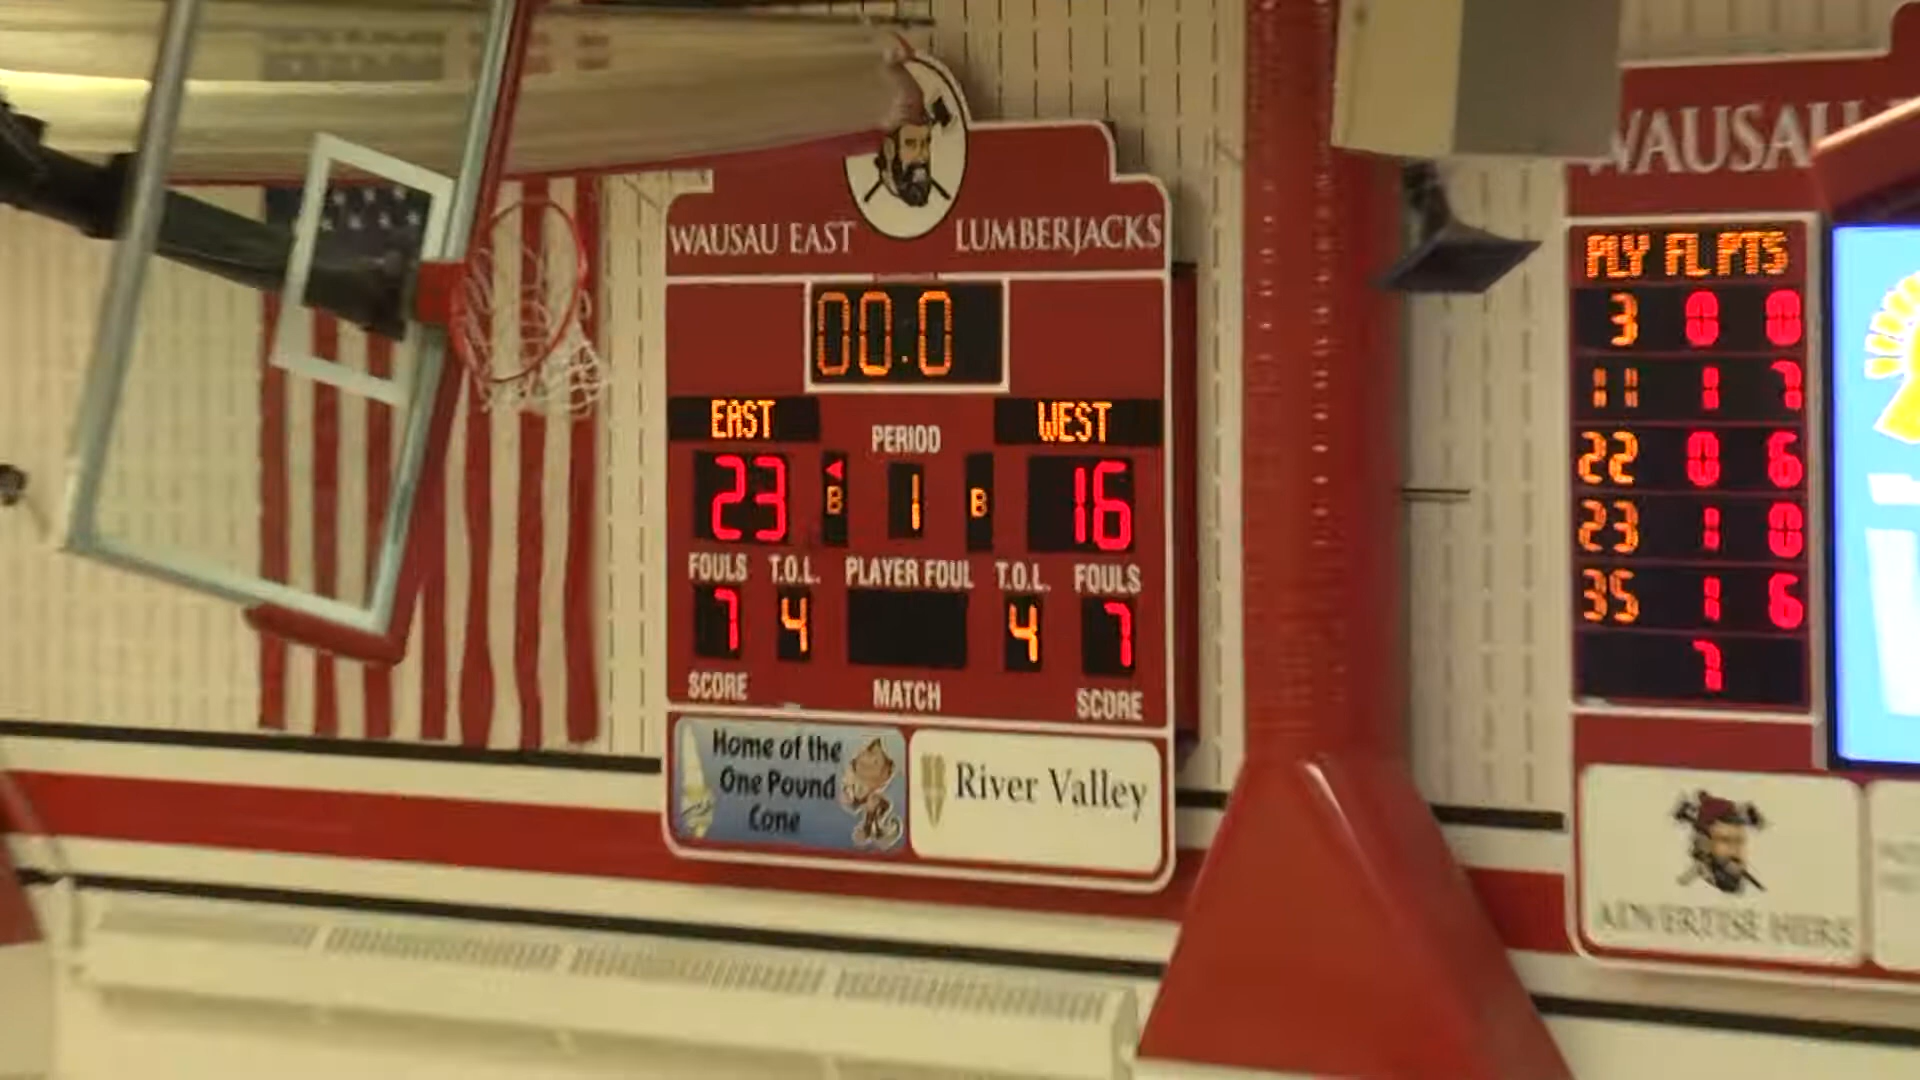 WAUSAU EAST LUMBERJACKS
00.0
EAST WEST
PERIOD
23 B 1 B 16
FOULS T.O.L. PLAYER FOUL T.O.L. FOULS
7 4 4 7
SCORE MATCH SCORE
Home of the
One Pound
Cone
River Valley
WAUSAU
PLY FL PTS
3 0 0
11 1 7
22 0 6
23 1 0
35 1 6
7
ADVERTISE HERE